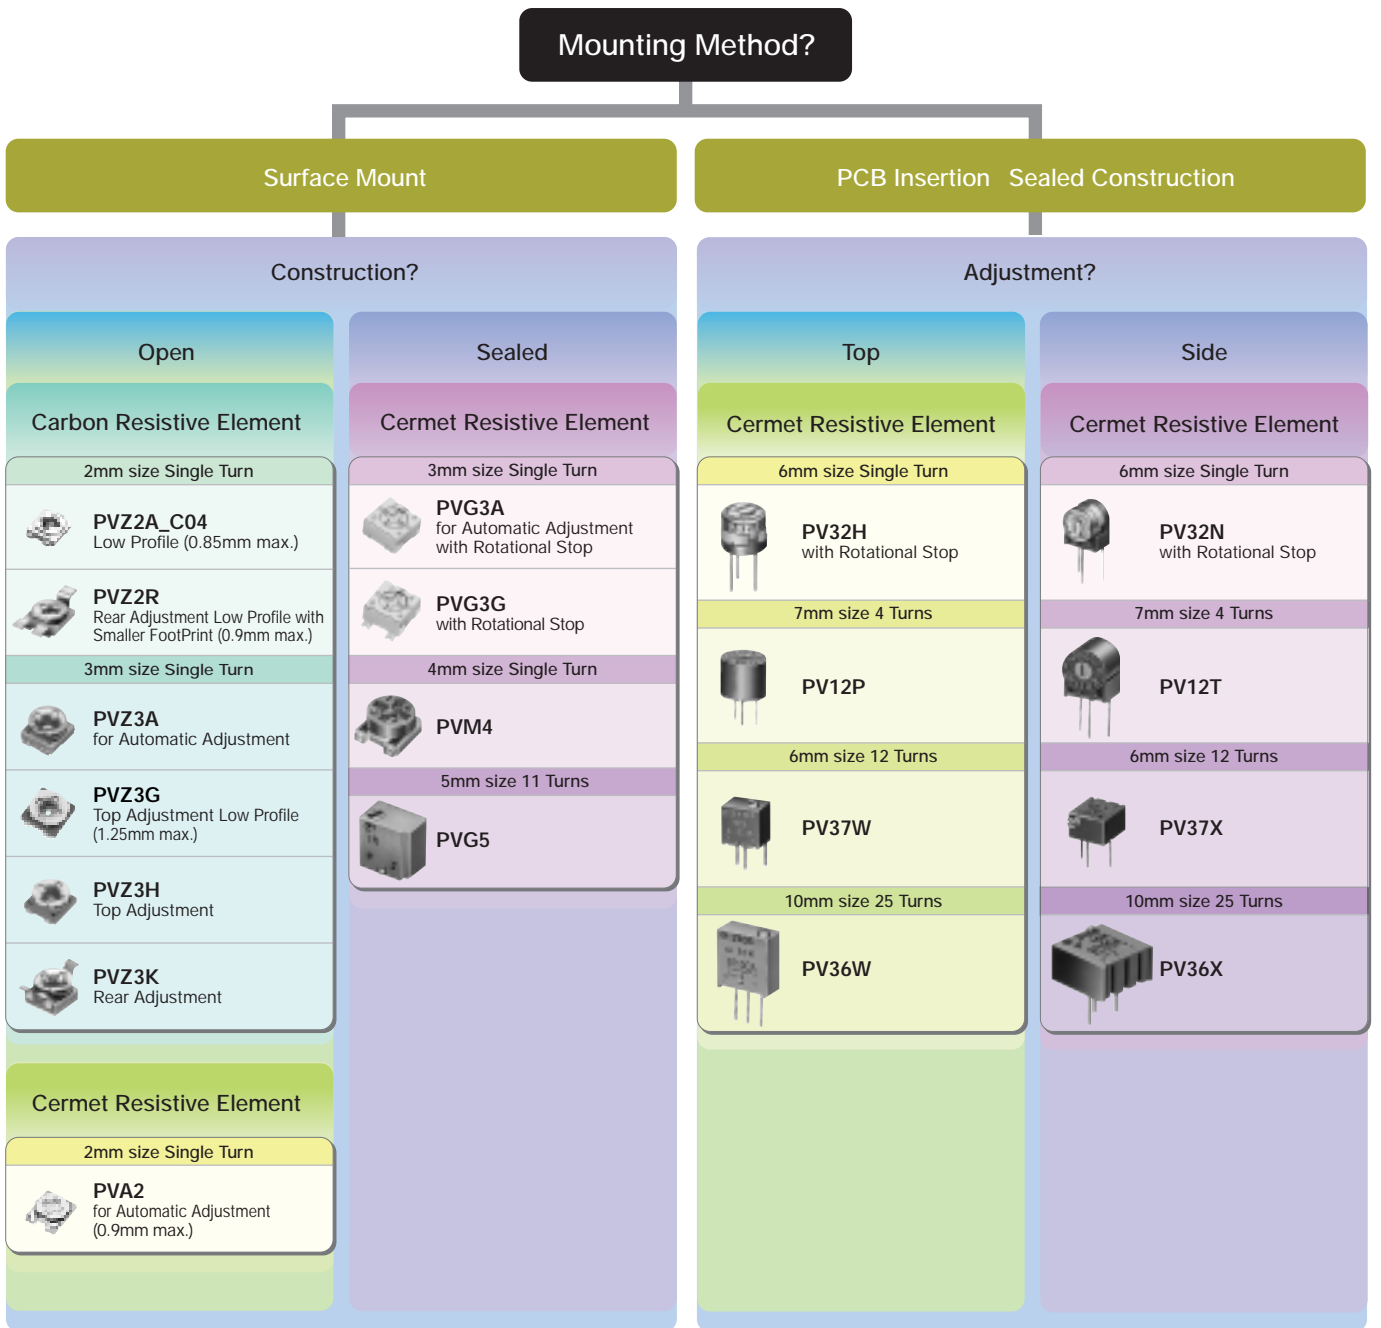 Mounting Method?
Surface Mount
Construction?
Open
Carbon Resistive Element
2mm size Single Turn
PVZ2A_C04
Low Profile (0.85mm max.)
PVZ2R
Rear Adjustment Low Profile with
Smaller FootPrint (0.9mm max.)
3mm size Single Turn
PVZ3A
for Automatic Adjustment
PVZ3G
Top Adjustment Low Profile
(1.25mm max.)
PVZ3H
Top Adjustment
PVZ3K
Rear Adjustment
Cermet Resistive Element
2mm size Single Turn
PVA2
for Automatic Adjustment
(0.9mm max.)
Sealed
Cermet Resistive Element
3mm size Single Turn
PVG3A
for Automatic Adjustment
with Rotational Stop
PVG3G
with Rotational Stop
4mm size Single Turn
PVM4
5mm size 11 Turns
PVG5
PCB Insertion Sealed Construction
Adjustment?
Top
Cermet Resistive Element
6mm size Single Turn
PV32H
with Rotational Stop
7mm size 4 Turns
PV12P
6mm size 12 Turns
PV37W
10mm size 25 Turns
PV36W
Side
Cermet Resistive Element
6mm size Single Turn
PV32N
with Rotational Stop
7mm size 4 Turns
PV12T
6mm size 12 Turns
PV37X
10mm size 25 Turns
PV36X